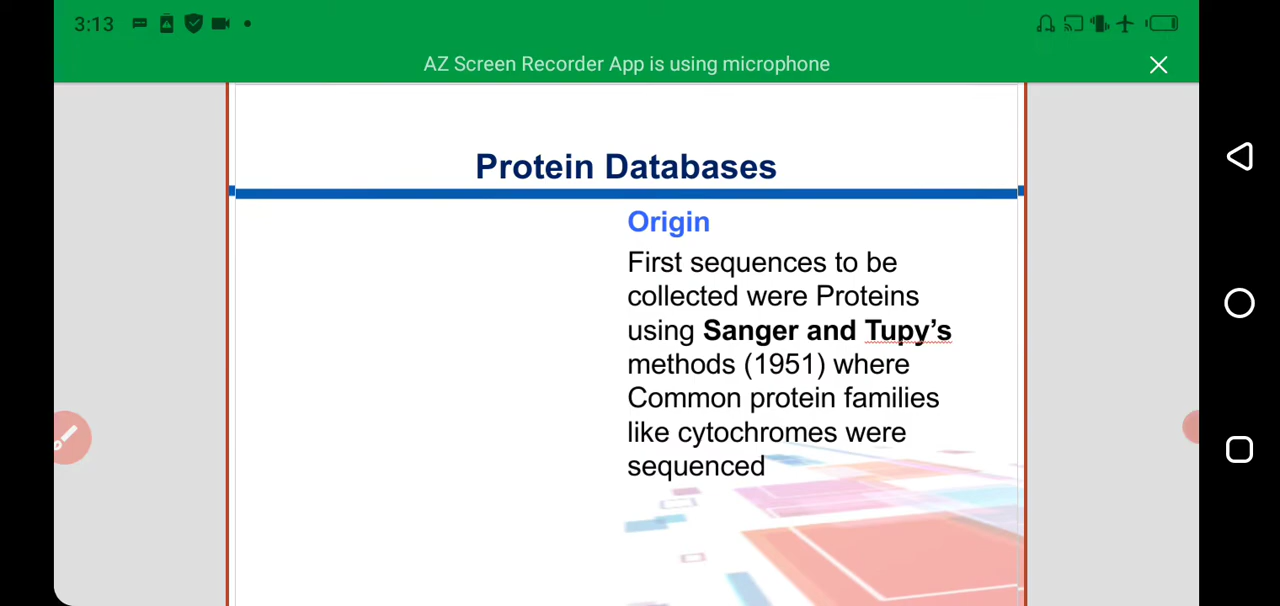 3:13
AZ Screen Recorder App is using microphone
Protein Databases
Origin
First sequences to be
collected were Proteins
using Sanger and Tupy’s
methods (1951) where
Common protein families
like cytochromes were
sequenced